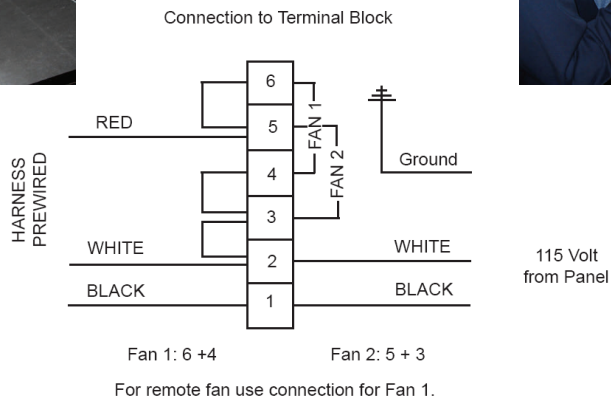 Connection to Terminal Block
6
5
4
3
2
1
RED
WHITE
BLACK
HARNESS
PREWIRED
FAN 1
FAN 2
Ground
WHITE
BLACK
115 Volt
from Panel
Fan 1: 6 +4
Fan 2: 5 + 3
For remote fan use connection for Fan 1.